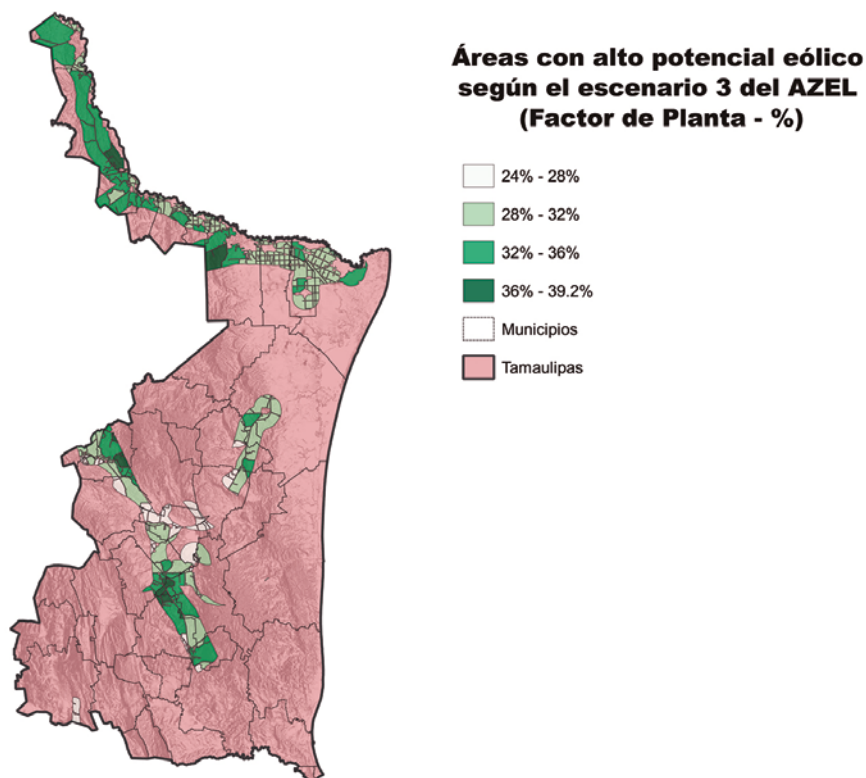 Áreas con alto potencial eólico
según el escenario 3 del AZEL
(Factor de Planta - %)
24% - 28%
28% - 32%
32% - 36%
36% - 39.2%
Municipios
Tamaulipas